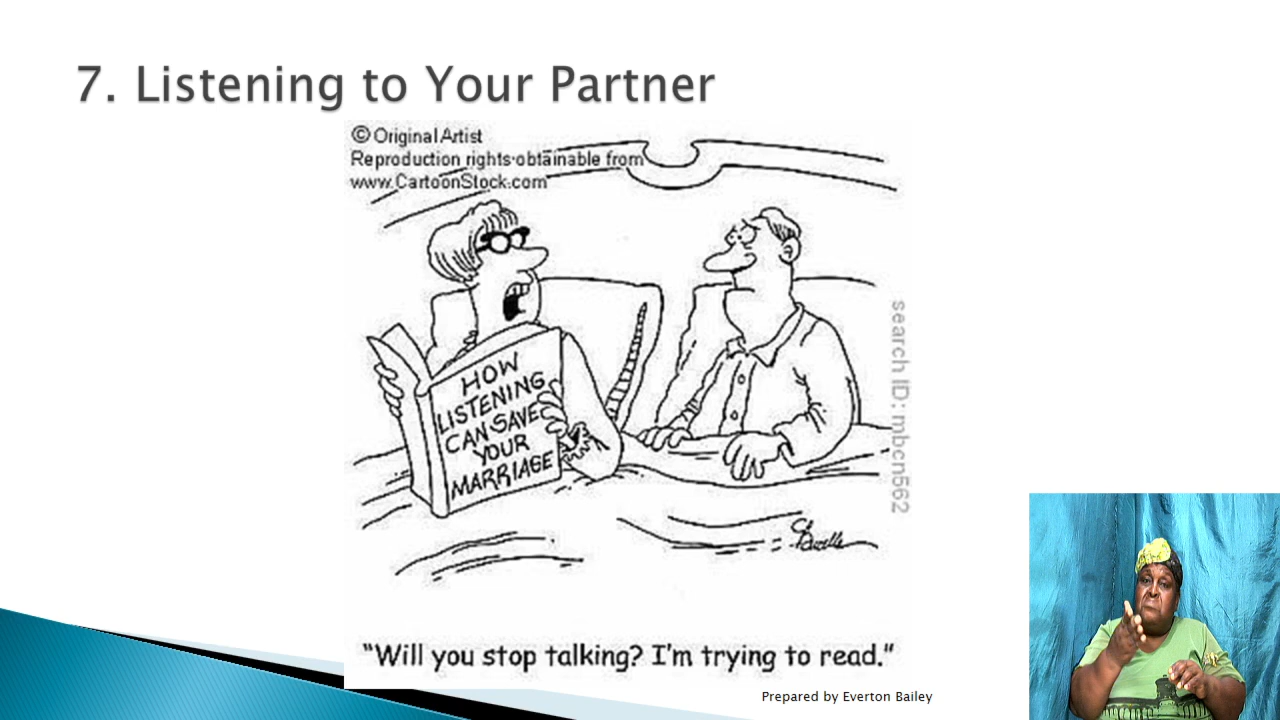 7. Listening to Your Partner
© Original Artist
Reproduction rights obtainable from
www.CartoonStock.com
HOW
LISTENING
CAN SAVE
YOUR
MARRIAGE
search ID: mbcn562
"Will you stop talking? I'm trying to read."
Prepared by Everton Bailey